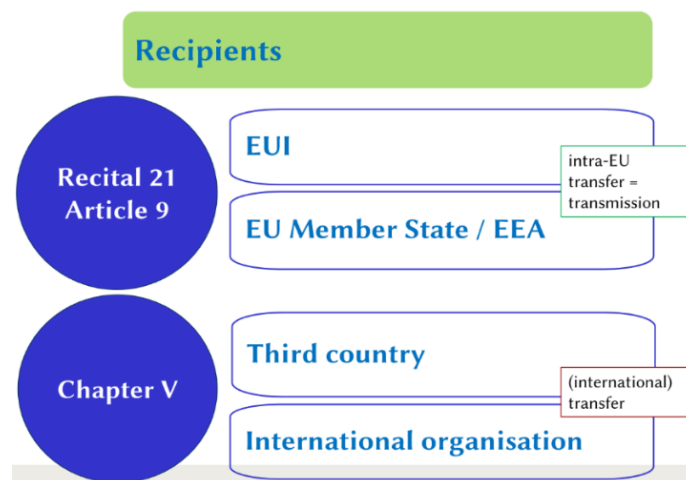 Recipients
Recital 21
Article 9
EUI
EU Member State / EEA
intra-EU
transfer =
transmission
Chapter V
Third country
International organisation
(international)
transfer